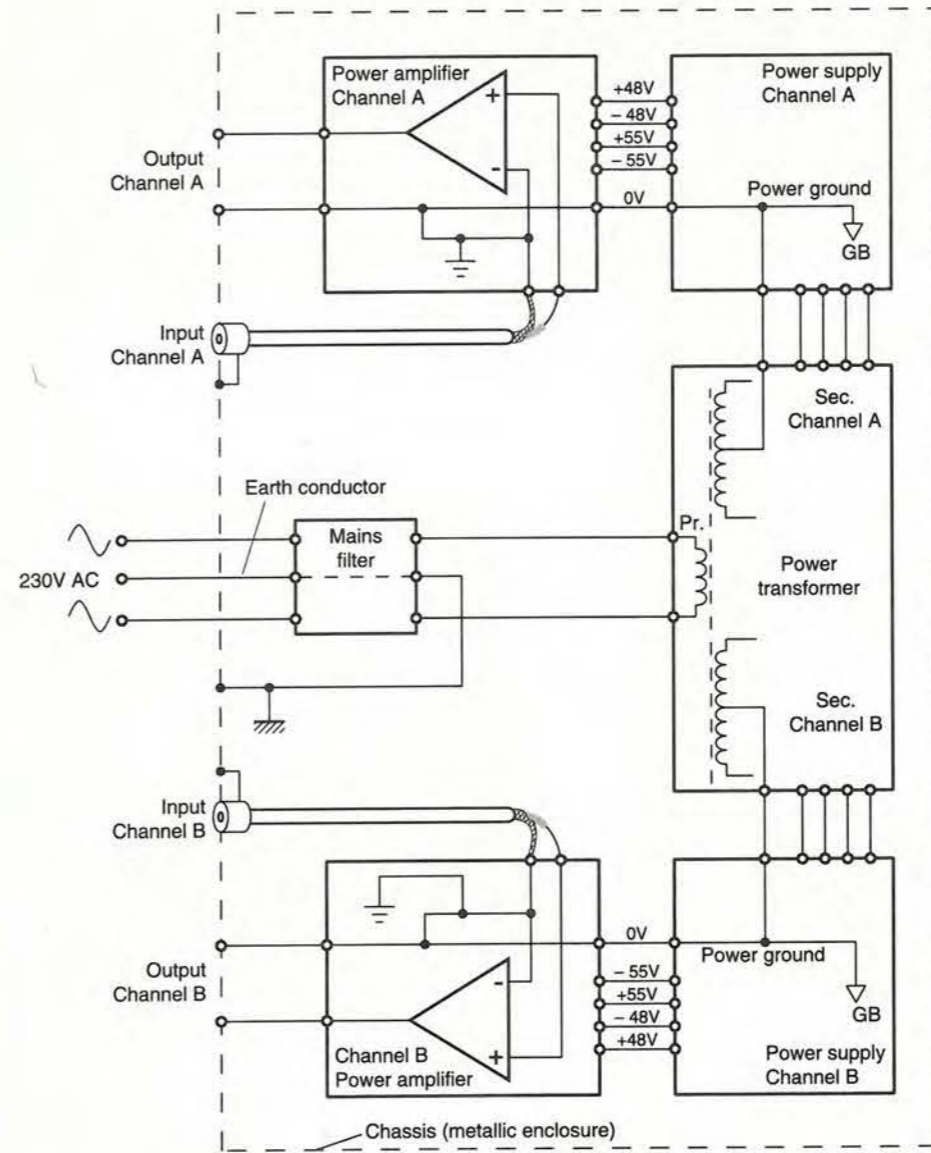 Power amplifier
Channel A
+
-
+48V
– 48V
+55V
– 55V
0V
Power supply
Channel A
Power ground
GB
Output
Channel A
Input
Channel A
Sec.
Channel A
Earth conductor
Mains
filter
230V AC
Pr.
Power
transformer
Sec.
Channel B
Input
Channel B
Output
Channel B
0V
– 55V
+55V
– 48V
+48V
Power ground
GB
-
+
Channel B
Power amplifier
Power supply
Channel B
Chassis (metallic enclosure)